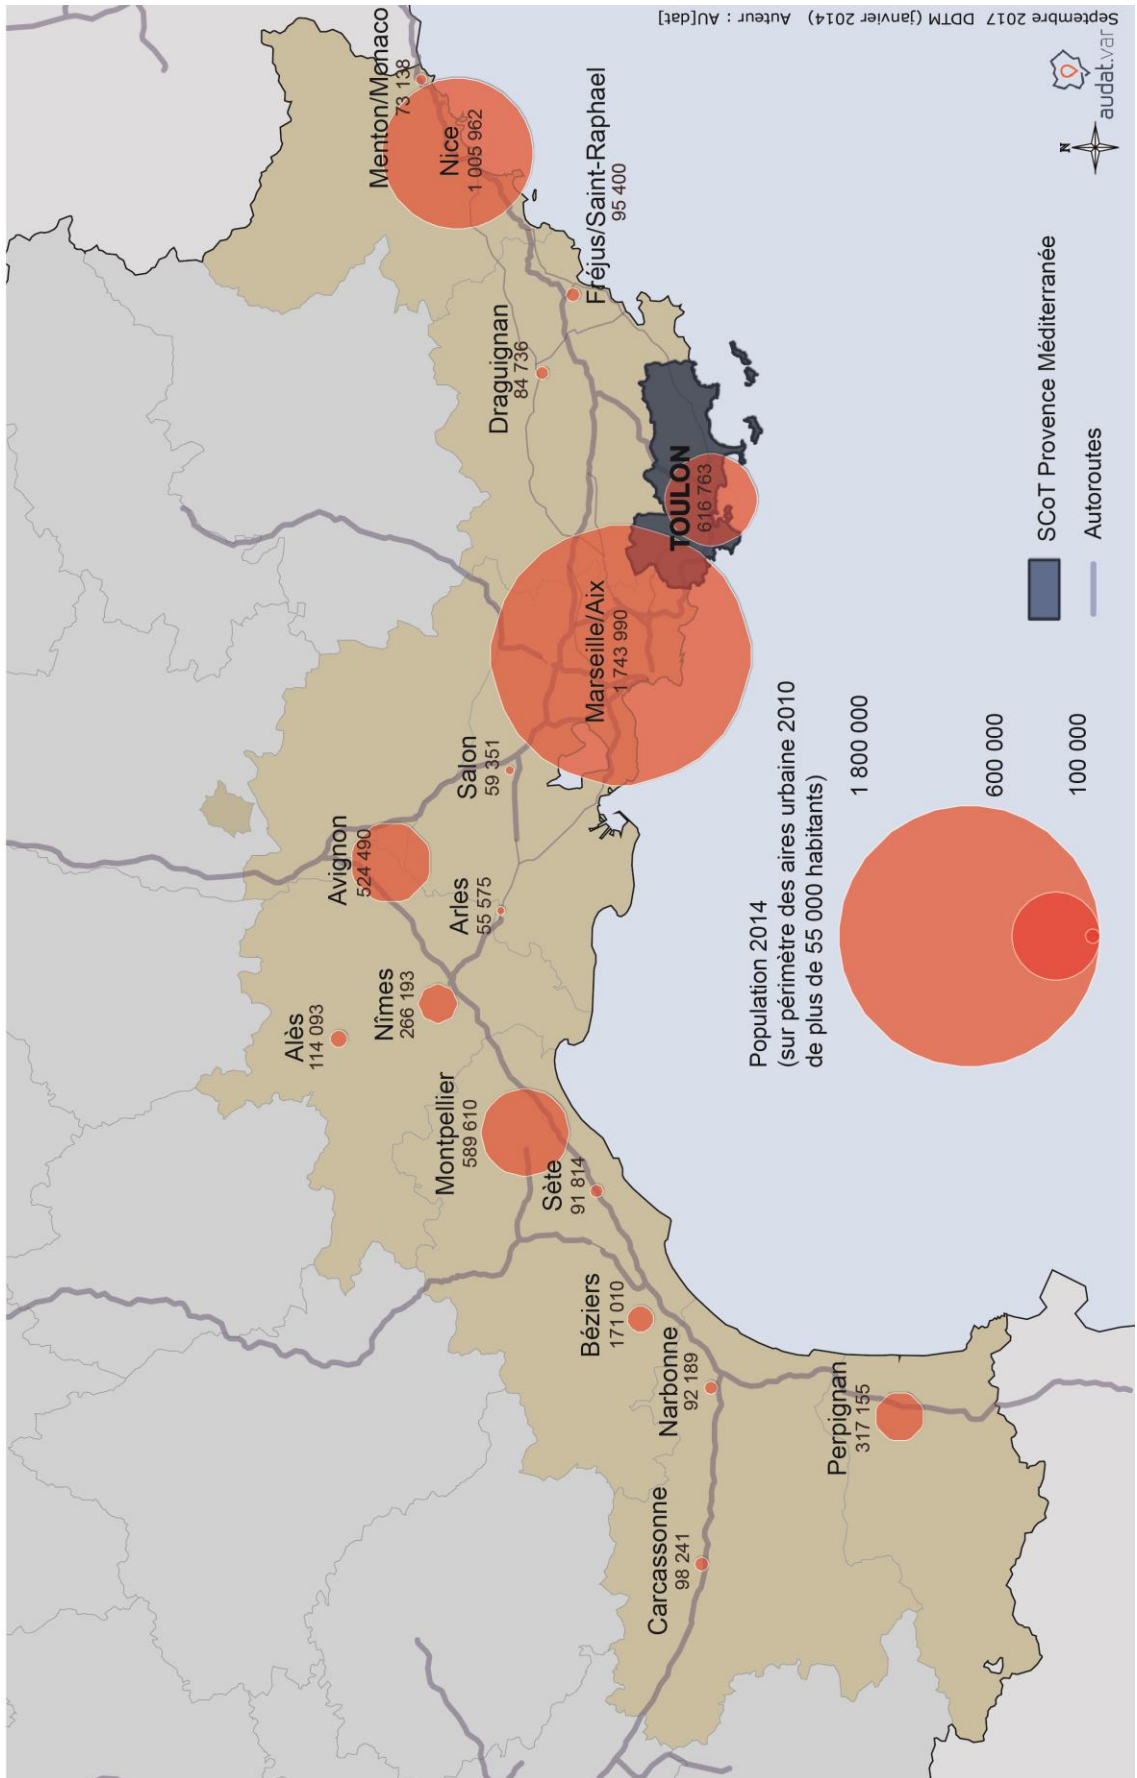 Menton/Monaco
73 138
Nice
1 005 962
Fréjus/Saint-Raphael
95 400
Draguignan
84 736
TOULON
616 763
Marseille/Aix
1 743 990
Salon
59 351
Avignon
524 490
Arles
55 575
Nîmes
266 193
Alès
114 093
Montpellier
589 610
Sète
91 814
Béziers
171 010
Narbonne
92 189
Carcassonne
98 241
Perpignan
317 155
Population 2014
(sur périmètre des aires urbaine 2010
de plus de 55 000 habitants)
1 800 000
600 000
100 000
SCoT Provence Méditerranée
Autoroutes
N
audat.var
Septembre 2017 DDTM (janvier 2014) Auteur : AU[dat]